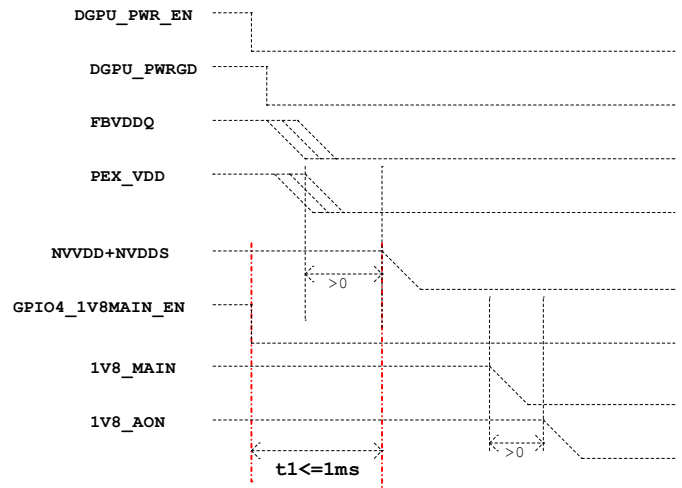 DGPU_PWR_EN
DGPU_PWRGD
FBVDDQ
PEX_VDD
NVVDD+NVDDS
>0
GPIO4_1V8MAIN_EN
1V8_MAIN
1V8_AON
>0
t1<=1ms